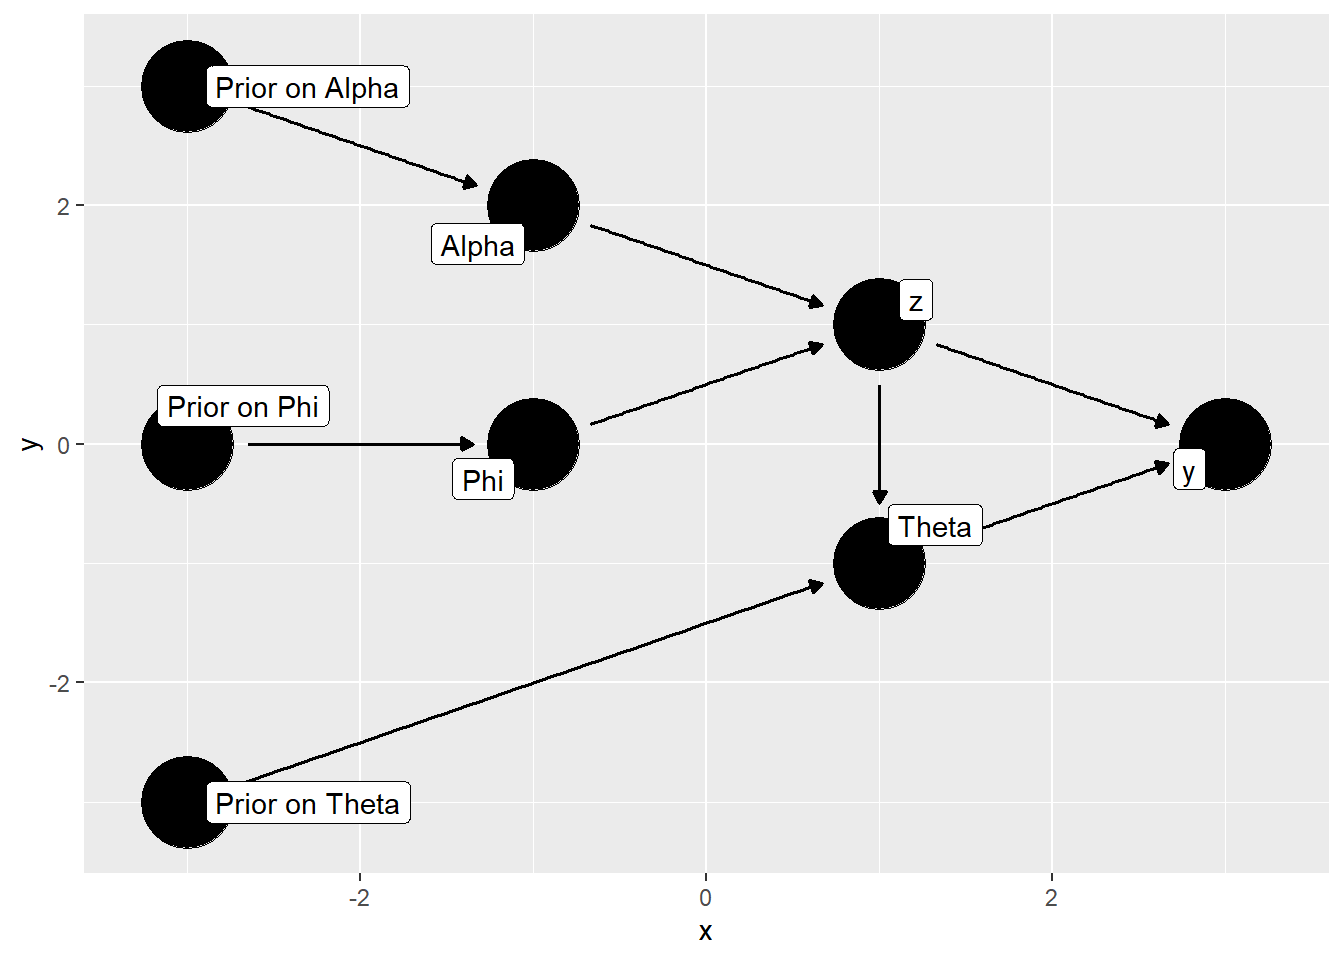 Prior on Alpha
Alpha
2
z
Prior on Phi
y
0
Phi
y
Theta
-2
Prior on Theta
-2
0
2
x